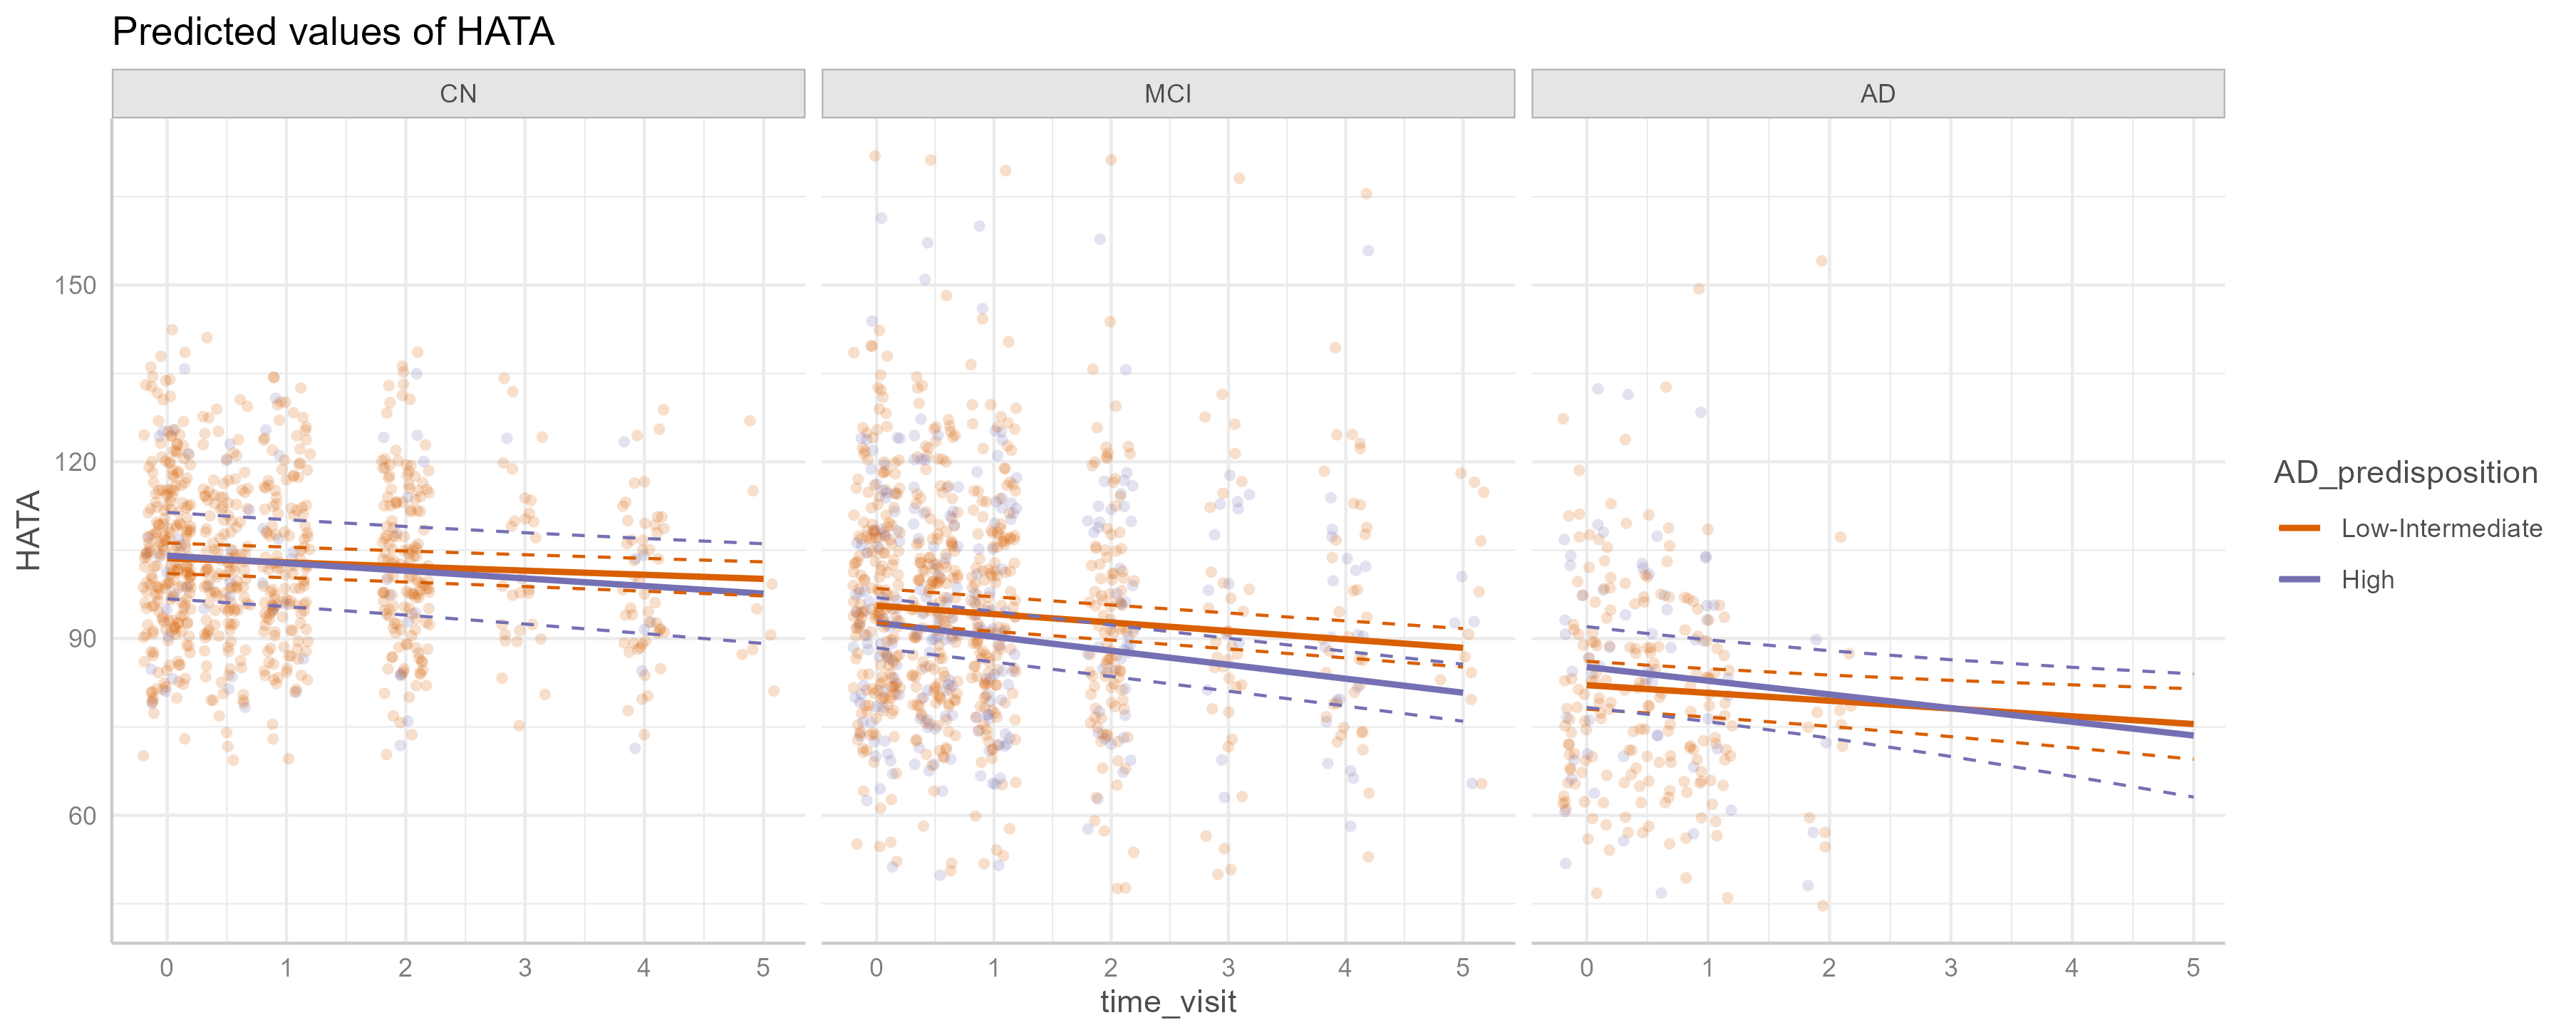 Predicted values of HATA
CN
MCI
AD
HATA
150
120
90
60
0 1 2 3 4 5
0 1 2 3 4 5
0 1 2 3 4 5
time_visit
AD_predisposition
Low-Intermediate
High